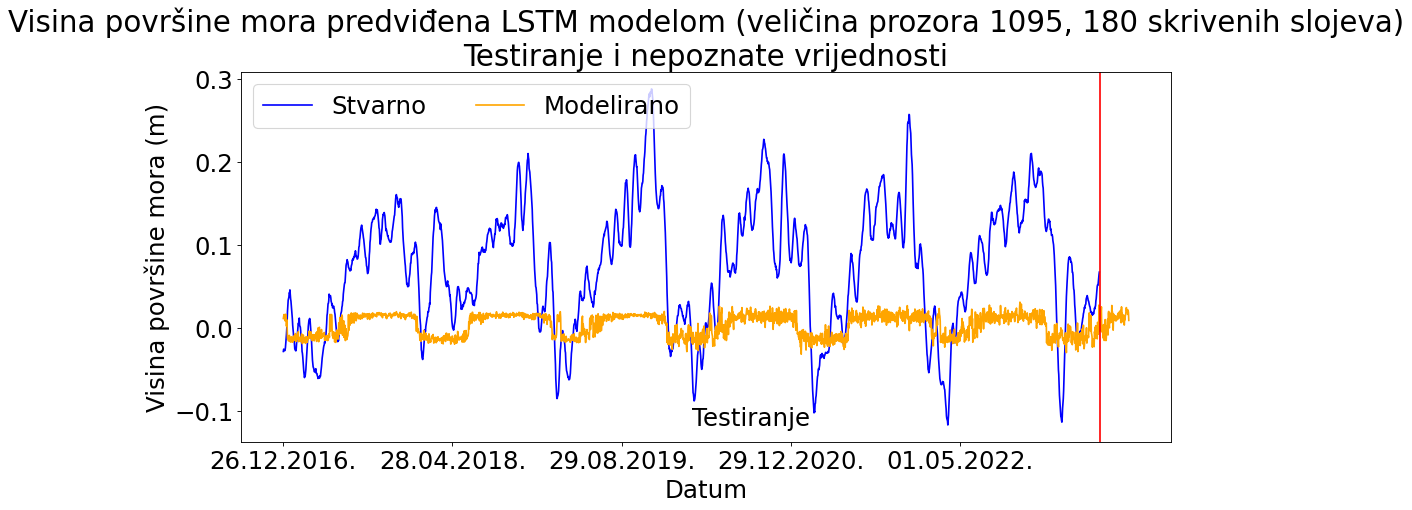 Visina površine mora predviđena LSTM modelom (veličina prozora 1095, 180 skrivenih slojeva)
Testiranje i nepoznate vrijednosti
Stvarno Modelirano
Visina površine mora (m)
0.3
0.2
0.1
0.0
−0.1
Testiranje
26.12.2016. 28.04.2018. 29.08.2019. 29.12.2020. 01.05.2022.
Datum